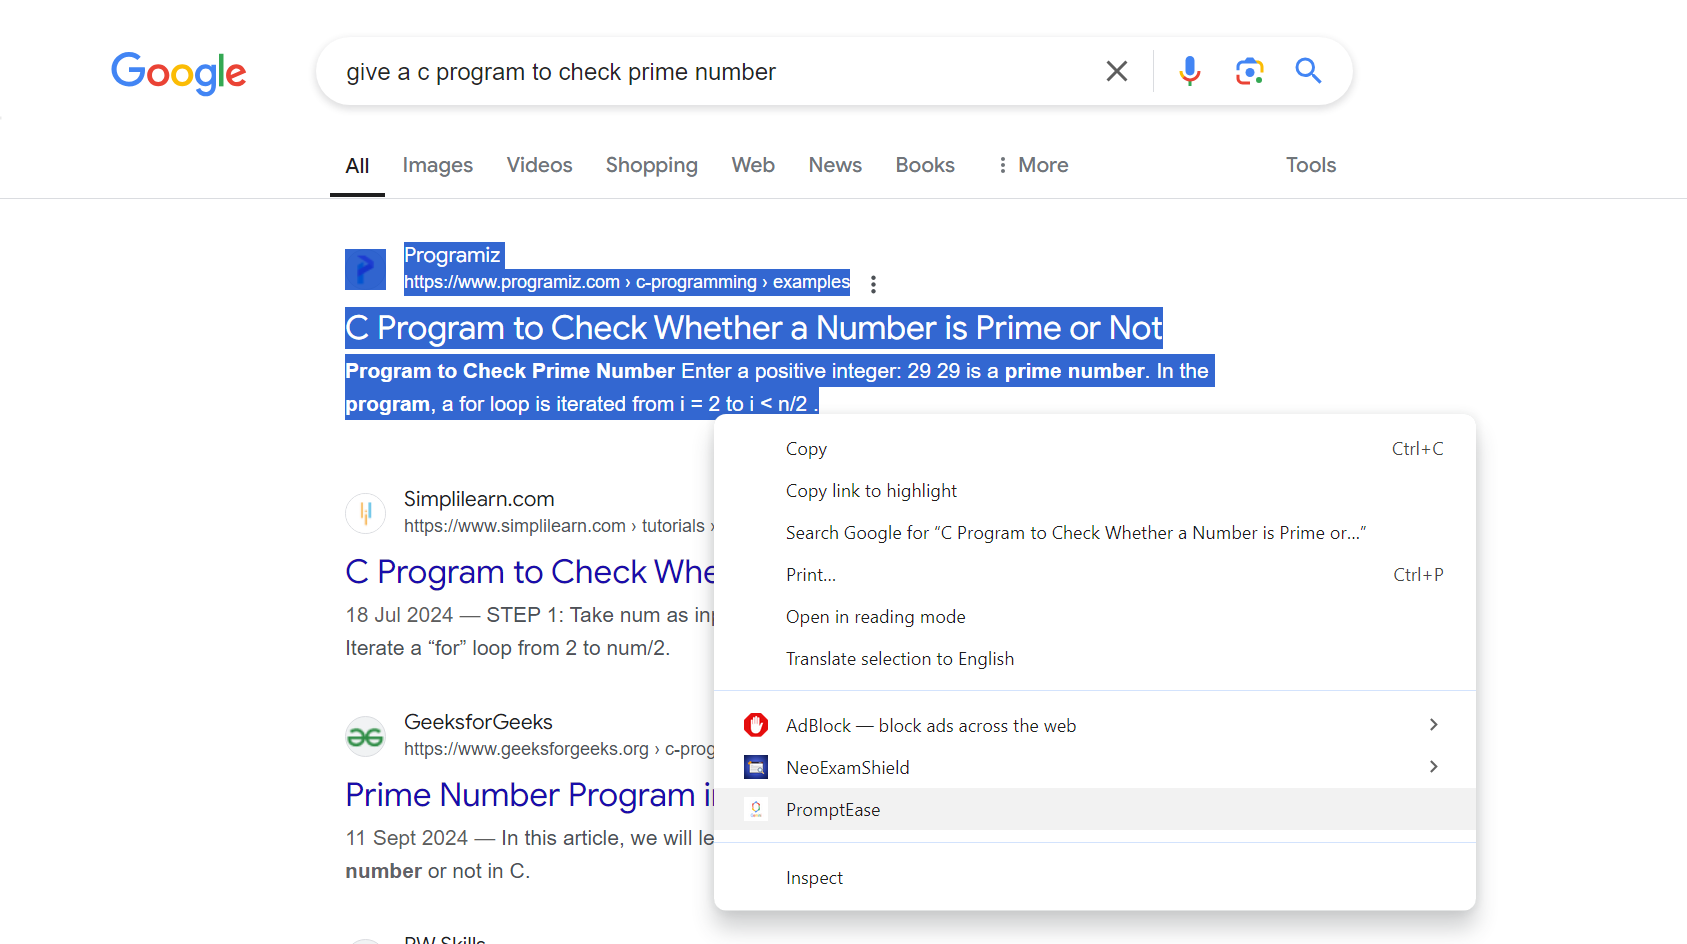 Google
give a c program to check prime number
All Images Videos Shopping Web News Books More Tools
Programiz
https://www.programiz.com › c-programming › examples
C Program to Check Whether a Number is Prime or Not
Program to Check Prime Number Enter a positive integer: 29 29 is a prime number. In the
program, a for loop is iterated from i = 2 to i < n/2 .
Simplilearn.com
https://www.simplilearn.com › tutorials ›
C Program to Check Whe
18 Jul 2024 — STEP 1: Take num as inp
Iterate a “for” loop from 2 to num/2.
GeeksforGeeks
https://www.geeksforgeeks.org › c-prog
Prime Number Program i
11 Sept 2024 — In this article, we will le
number or not in C.
PW Skills
Copy Ctrl+C
Copy link to highlight
Search Google for “C Program to Check Whether a Number is Prime or...”
Print... Ctrl+P
Open in reading mode
Translate selection to English
AdBlock — block ads across the web
NeoExamShield
PromptEase
Inspect